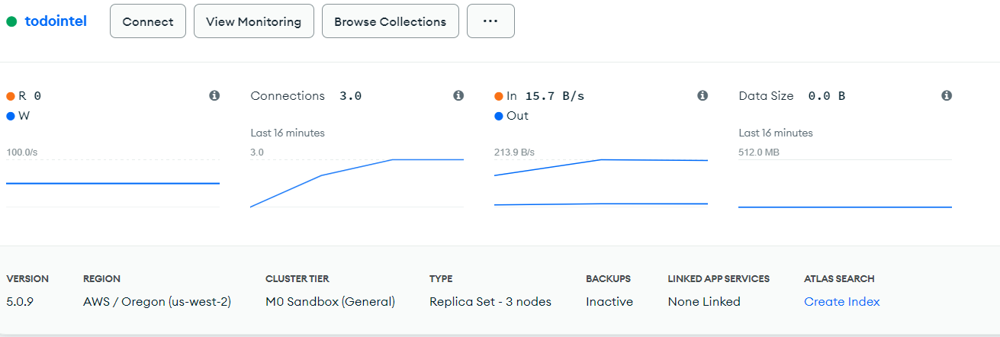 todointel Connect View Monitoring Browse Collections ...
R 0
W
100.0/s
Connections 3.0
Last 16 minutes
3.0
In 15.7 B/s
Out
213.9 B/s
Data Size 0.0 B
Last 16 minutes
512.0 MB
VERSION REGION CLUSTER TIER TYPE BACKUPS LINKED APP SERVICES ATLAS SEARCH
5.0.9 AWS / Oregon (us-west-2) M0 Sandbox (General) Replica Set - 3 nodes Inactive None Linked Create Index